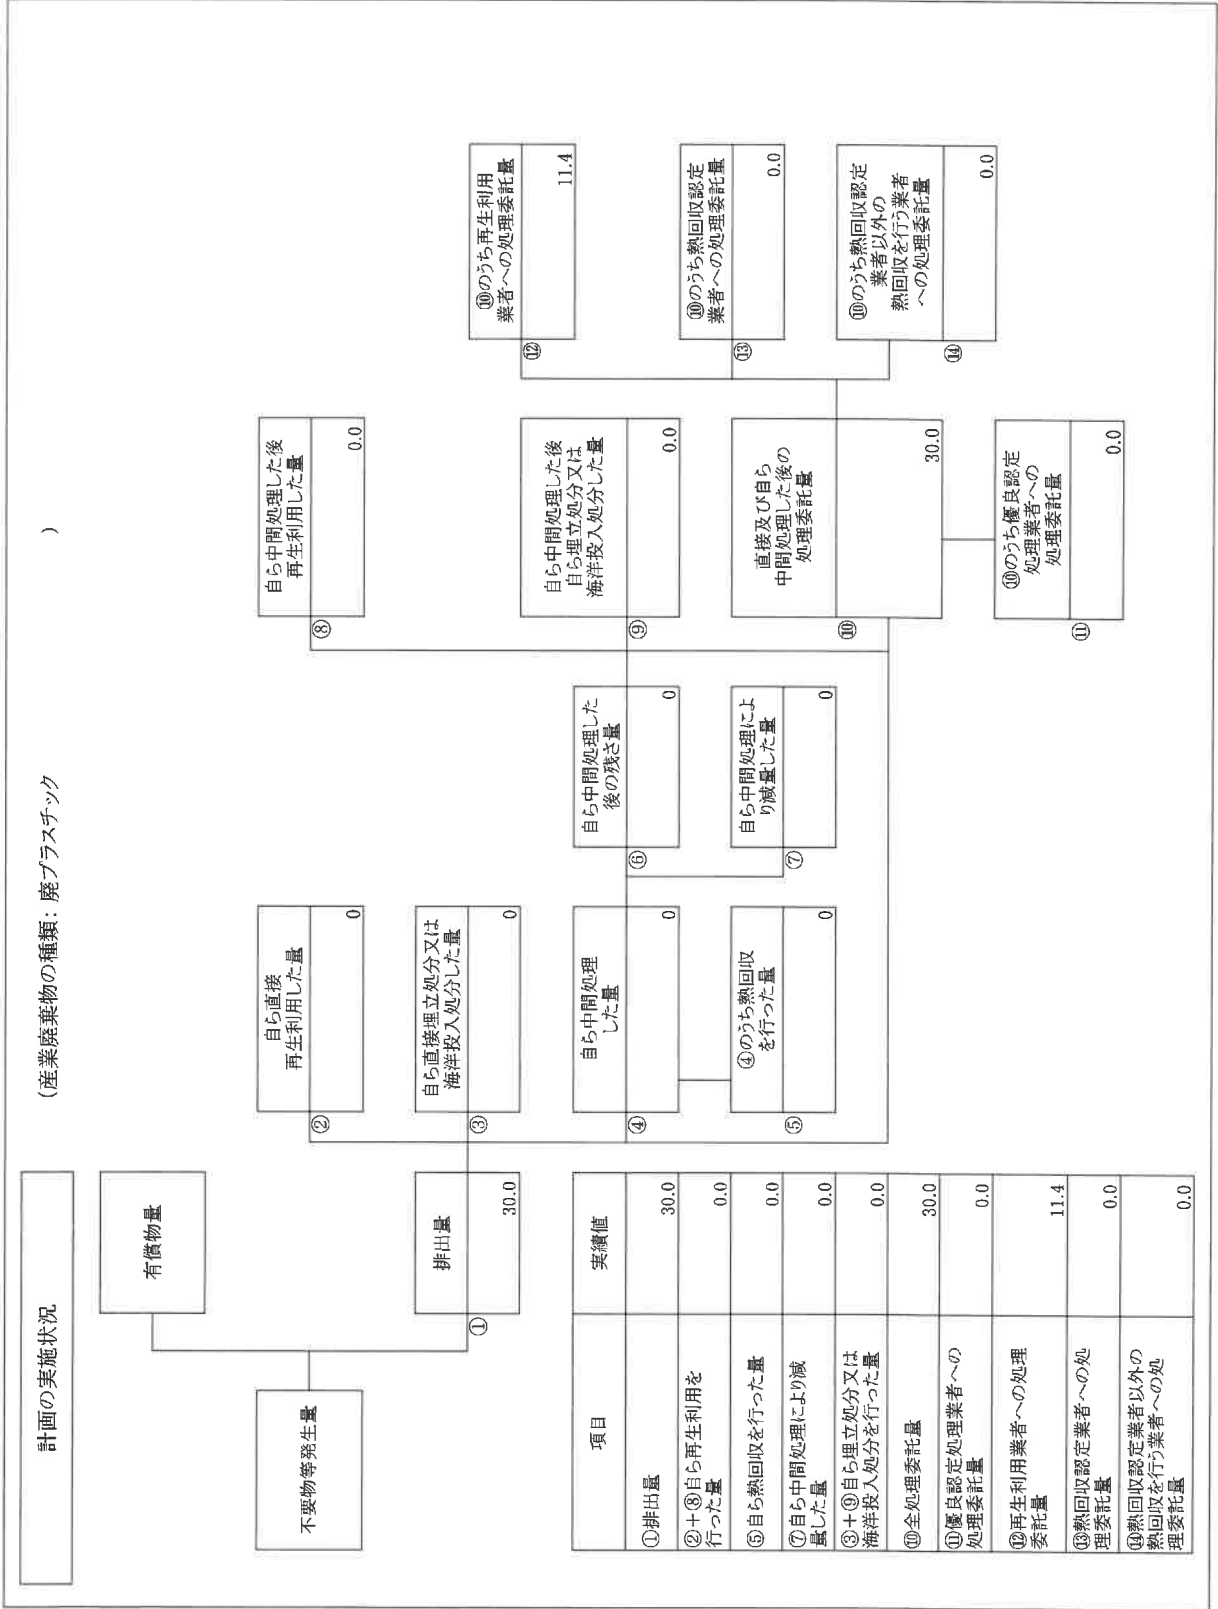 計画の実施状況
(産業廃棄物の種類: 廃プラスチック
)
不要物等発生量
有償物量
①
排出量
30.0
②
自ら直接
再生利用した量
0
③
自ら直接埋立処分又は
海洋投入処分した量
0
④
自ら中間処理
した量
0
⑤
④のうち熱回収
を行った量
0
⑥
自ら中間処理した
後の残さ量
0
⑦
自ら中間処理によ
り減量した量
0
⑧
自ら中間処理した後
再生利用した量
0.0
⑨
自ら中間処理した後
自ら埋立処分又は
海洋投入処分した量
0.0
⑩
直接及び自ら
中間処理した後の
処理委託量
30.0
⑪
⑩のうち優良認定
処理業者への
処理委託量
0.0
⑫
⑩のうち再生利用
業者への処理委託量
11.4
⑬
⑩のうち熱回収認定
業者への処理委託量
0.0
⑭
⑩のうち熱回収認定
業者以外の
熱回収を行う業者
への処理委託量
0.0
項目
実績値
①排出量
30.0
②+⑧自ら再生利用を
行った量
0.0
⑤自ら熱回収を行った量
0.0
⑦自ら中間処理により減
量した量
0.0
③+⑨自ら埋立処分又は
海洋投入処分を行った量
0.0
⑩全処理委託量
30.0
⑪優良認定処理業者への
処理委託量
0.0
⑫再生利用業者への処理
委託量
11.4
⑬熱回収認定業者への処
理委託量
0.0
⑭熱回収認定業者以外の
熱回収を行う業者への処
理委託量
0.0